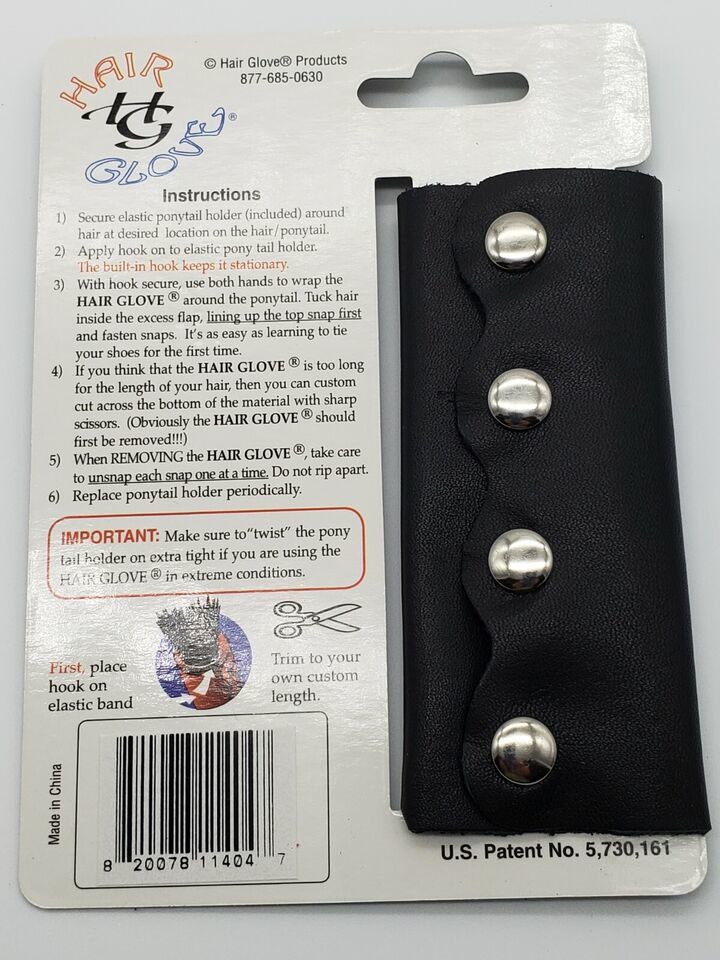 HAIR
HG
GLOVE®
© Hair Glove® Products
877-685-0630
Instructions
1) Secure elastic ponytail holder (included) around
hair at desired location on the hair/ponytail.
2) Apply hook on to elastic pony tail holder.
The built-in hook keeps it stationary.
3) With hook secure, use both hands to wrap the
HAIR GLOVE ® around the ponytail. Tuck hair
inside the excess flap, lining up the top snap first
and fasten snaps. It's as easy as learning to tie
your shoes for the first time.
4) If you think that the HAIR GLOVE ® is too long
for the length of your hair, then you can custom
cut across the bottom of the material with sharp
scissors. (Obviously the HAIR GLOVE ® should
first be removed!!!)
5) When REMOVING the HAIR GLOVE ®, take care
to unsnap each snap one at a time. Do not rip apart.
6) Replace ponytail holder periodically.
IMPORTANT: Make sure to"twist" the pony
tail holder on extra tight if you are using the
HAIR GLOVE ® in extreme conditions.
First, place
hook on
elastic band
Trim to your
own custom
length.
Made in China
8 20078 11404 7
U.S. Patent No. 5,730,161